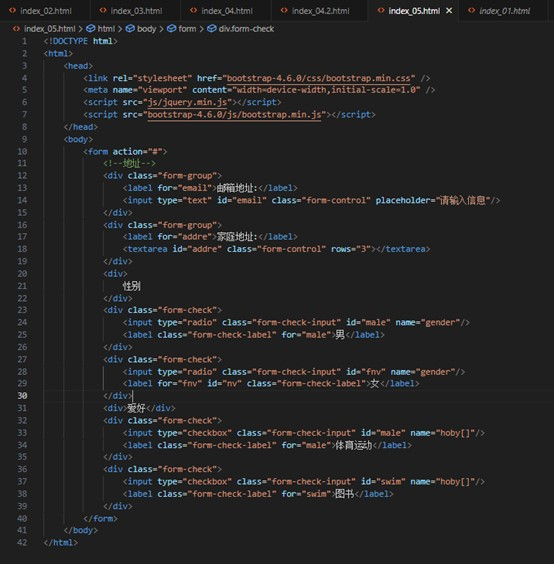 index_02.html index_03.html index_04.html index_04.2.html index_05.html index_01.html
index_05.html > html > body > form > div.form-check
1 <!DOCTYPE html>
2 <html>
3 <head>
4 <link rel="stylesheet" href="bootstrap-4.6.0/css/bootstrap.min.css" />
5 <meta name="viewport" content="width=device-width,initial-scale=1.0" />
6 <script src="js/jquery.min.js"></script>
7 <script src="bootstrap-4.6.0/js/bootstrap.min.js"></script>
8 </head>
9 <body>
10 <form action="#">
11 <!--地址-->
12 <div class="form-group">
13 <label for="email">邮箱地址:</label>
14 <input type="text" id="email" class="form-control" placeholder="请输入信息"/>
15 </div>
16 <div class="form-group">
17 <label for="addre">家庭地址:</label>
18 <textarea id="addre" class="form-control" rows="3"></textarea>
19 </div>
20 <div>
21 性别
22 </div>
23 <div class="form-check">
24 <input type="radio" class="form-check-input" id="male" name="gender"/>
25 <label class="form-check-label" for="male">男</label>
26 </div>
27 <div class="form-check">
28 <input type="radio" class="form-check-input" id="fnv" name="gender"/>
29 <label for="fnv" id="nv" class="form-check-label">女</label>
30 </div>
31 <div>爱好</div>
32 <div class="form-check">
33 <input type="checkbox" class="form-check-input" id="male" name="hoby[]"/>
34 <label class="form-check-label" for="male">体育运动</label>
35 </div>
36 <div class="form-check">
37 <input type="checkbox" class="form-check-input" id="swim" name="hoby[]"/>
38 <label class="form-check-label" for="swim">图书</label>
39 </div>
40 </form>
41 </body>
42 </html>